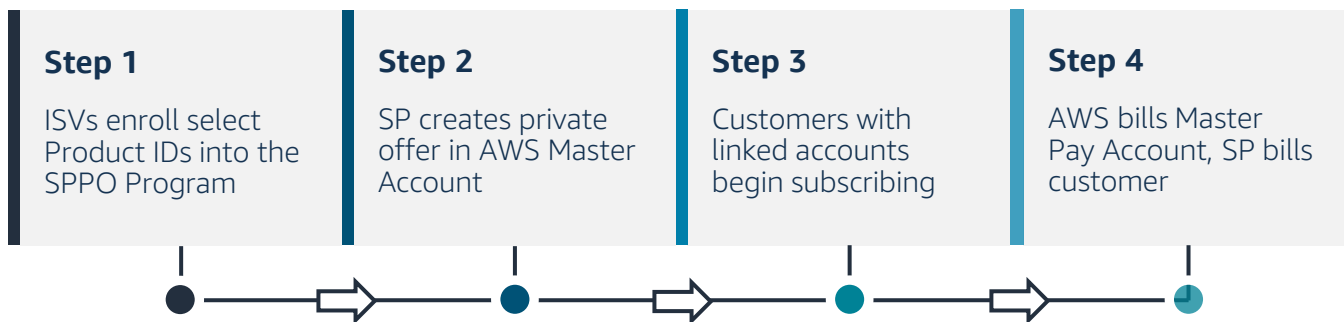 Step 1
ISVs enroll select
Product IDs into the
SPPO Program
Step 2
SP creates private
offer in AWS Master
Account
Step 3
Customers with
linked accounts
begin subscribing
Step 4
AWS bills Master
Pay Account, SP bills
customer